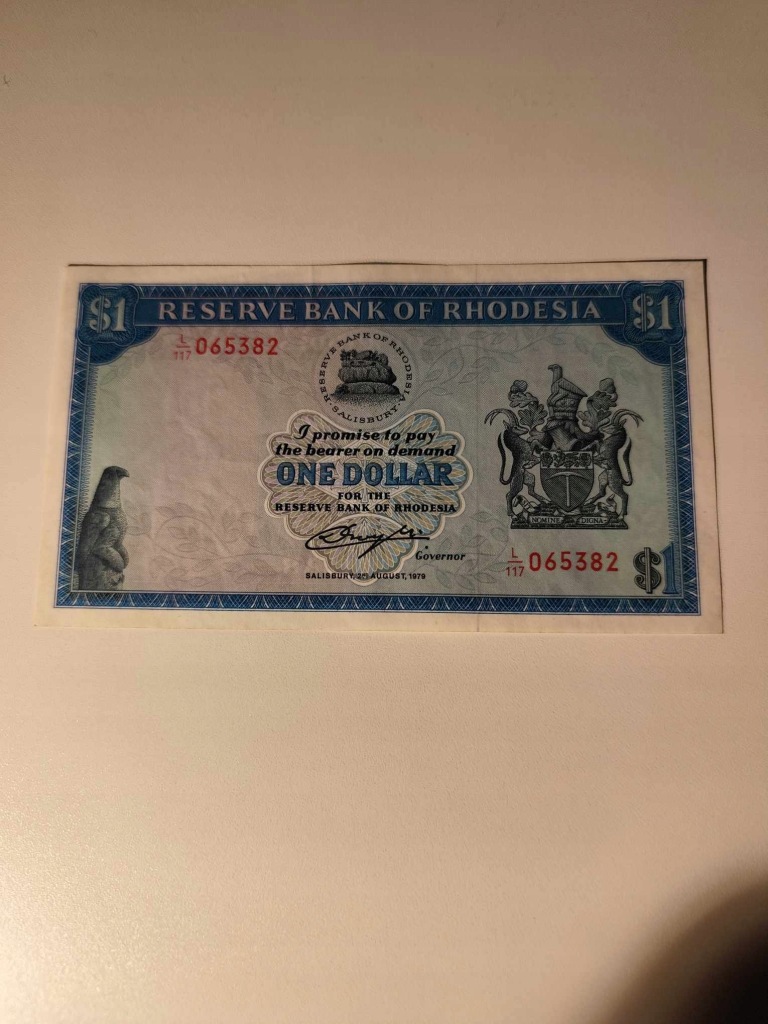 $1 RESERVE BANK OF RHODESIA $1
L/117 065382
RESERVE BANK OF RHODESIA
• SALISBURY •
I promise to pay
the bearer on demand
ONE DOLLAR
FOR THE
RESERVE BANK OF RHODESIA
Governor
SALISBURY, 2ND AUGUST, 1979
NOMINE DIGNA
L/117 065382 $1